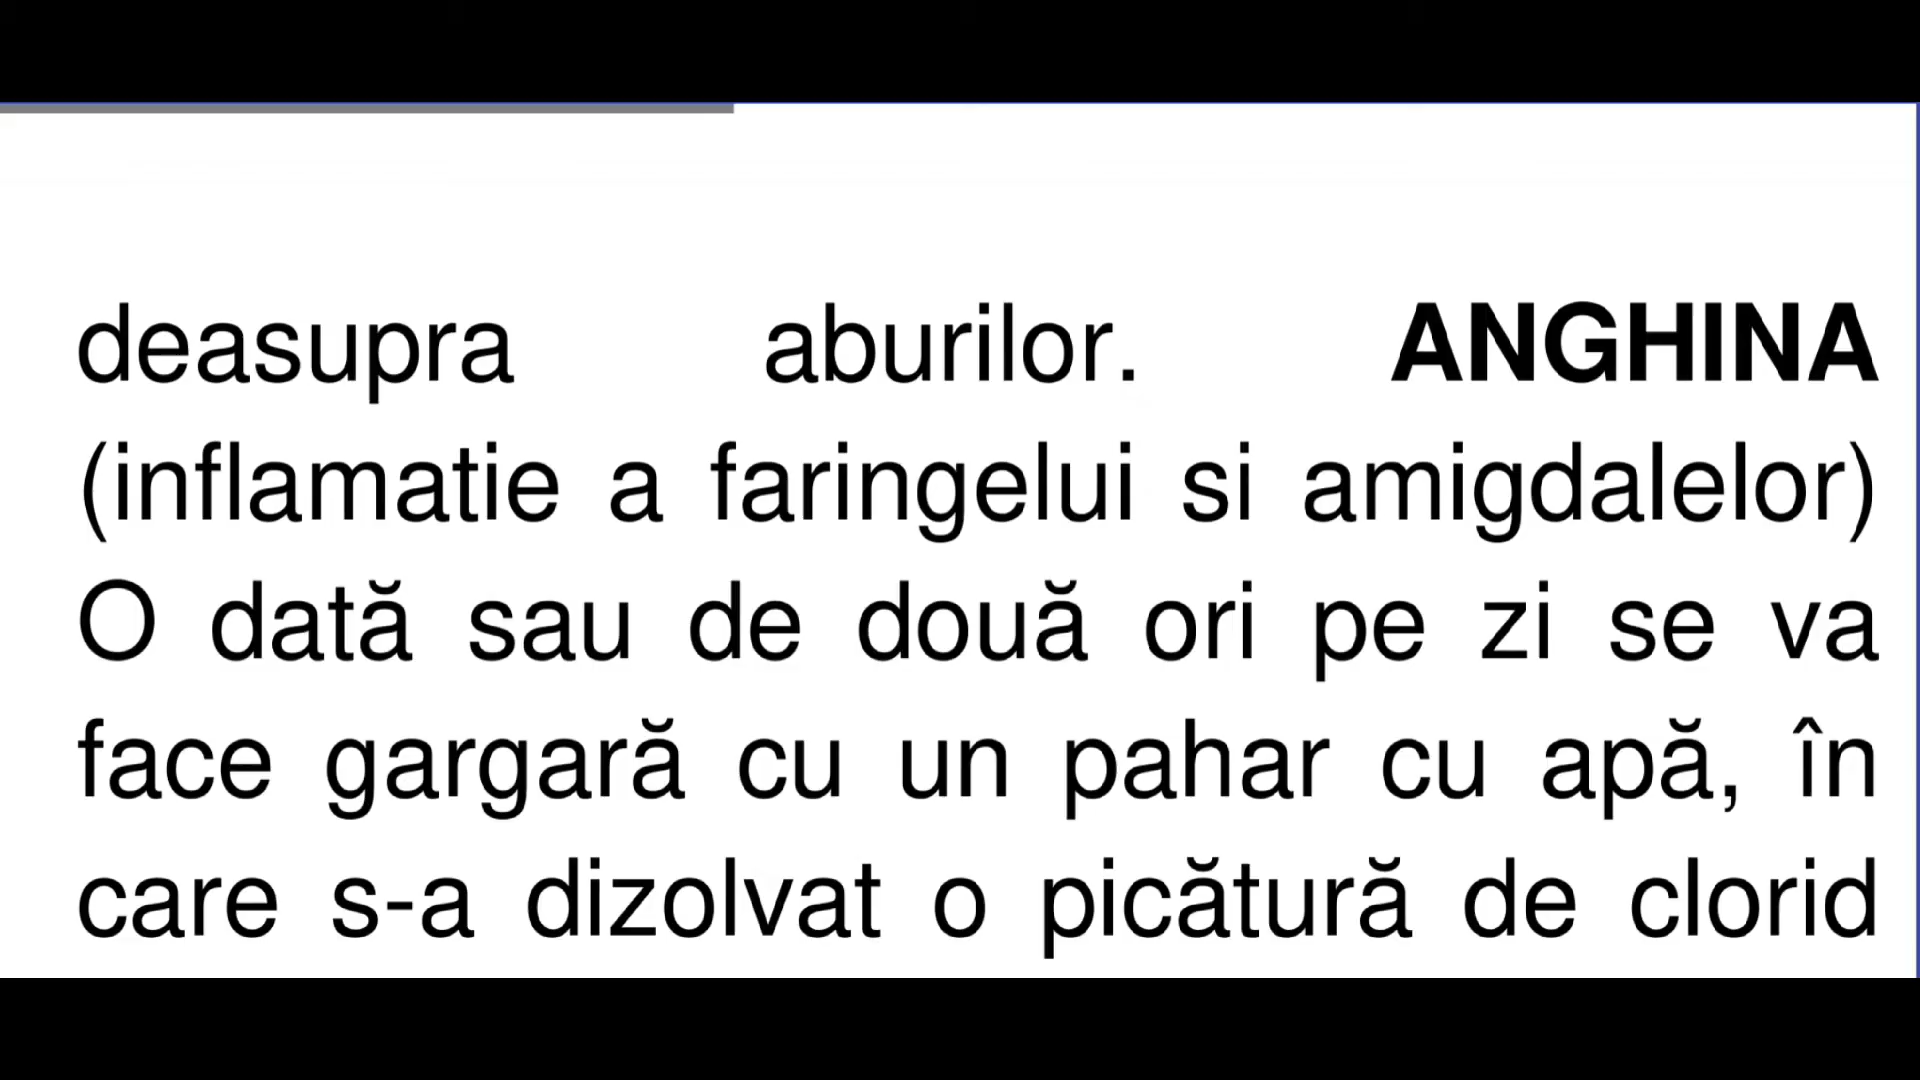 deasupra aburilor. ANGHINA
(inflamatie a faringelui si amigdalelor)
O dată sau de două ori pe zi se va
face gargară cu un pahar cu apă, în
care s-a dizolvat o picătură de clorid